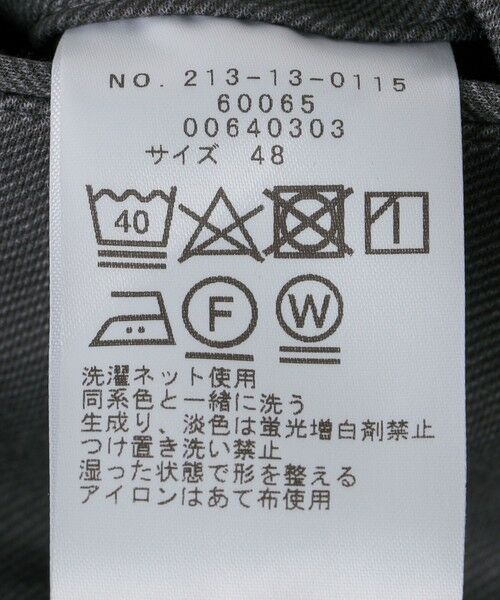 NO. 213-13-0115
60065
00640303
サイズ 48
40
F W
洗濯ネット使用
同系色と一緒に洗う
生成り、淡色は蛍光増白剤禁止
つけ置き洗い禁止
湿った状態で形を整える
アイロンはあて布使用